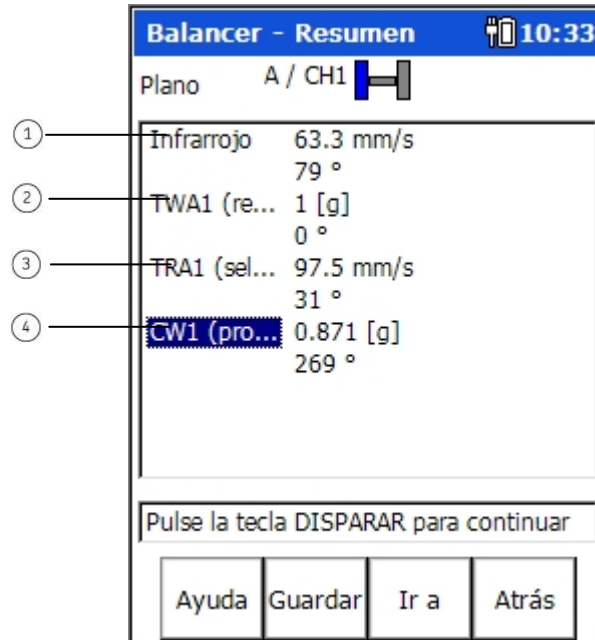 Balancer - Resumen 10:33
Plano A / CH1
1 Infrarrojo 63.3 mm/s
79 °
2 TWA1 (re... 1 [g]
0 °
3 TRA1 (sel... 97.5 mm/s
31 °
4 CW1 (pro... 0.871 [g]
269 °
Pulse la tecla DISPARAR para continuar
Ayuda Guardar Ir a Atrás